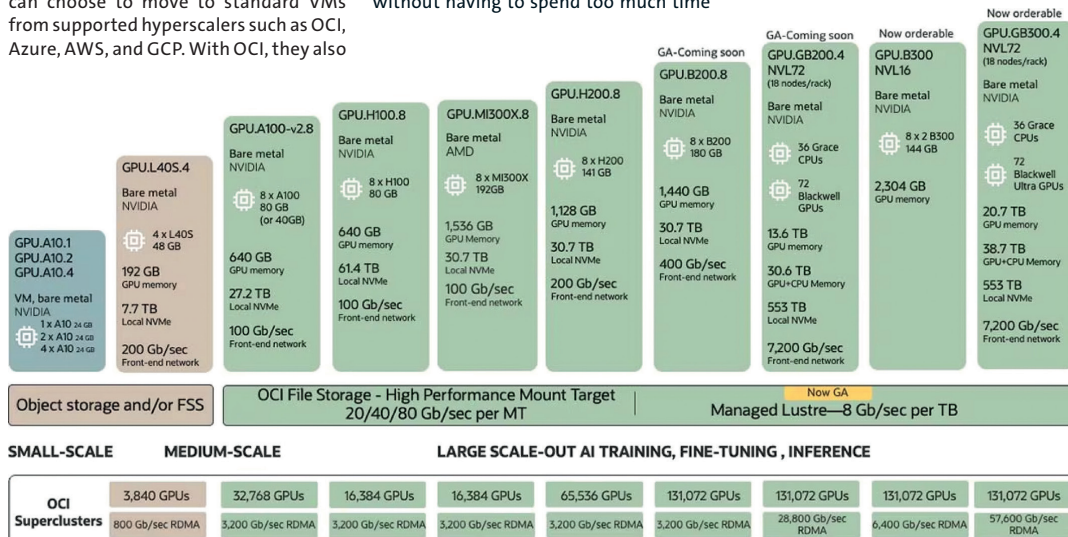 can choose to move to standard VMs
from supported hyperscalers such as OCI,
Azure, AWS, and GCP. With OCI, they also
without having to spend too much time
GPU.A10.1
GPU.A10.2
GPU.A10.4
VM, bare metal
NVIDIA
1 x A10 24 GB
2 x A10 24 GB
4 x A10 24 GB
GPU.L40S.4
Bare metal
NVIDIA
4 x L40S
48 GB
192 GB
GPU memory
7.7 TB
Local NVMe
200 Gb/sec
Front-end network
GPU.A100-v2.8
Bare metal
NVIDIA
8 x A100
80 GB
(or 40GB)
640 GB
GPU memory
27.2 TB
Local NVMe
100 Gb/sec
Front-end network
GPU.H100.8
Bare metal
NVIDIA
8 x H100
80 GB
640 GB
GPU memory
61.4 TB
Local NVMe
100 Gb/sec
Front-end network
GPU.MI300X.8
Bare metal
AMD
8 x MI300X
192GB
1,536 GB
GPU Memory
30.7 TB
Local NVMe
100 Gb/sec
Front-end network
GPU.H200.8
Bare metal
NVIDIA
8 x H200
141 GB
1,128 GB
GPU memory
30.7 TB
Local NVMe
200 Gb/sec
Front-end network
GA-Coming soon
GPU.B200.8
Bare metal
NVIDIA
8 x B200
180 GB
1,440 GB
GPU memory
30.7 TB
Local NVMe
400 Gb/sec
Front-end network
GA-Coming soon
GPU.GB200.4
NVL72
(18 nodes/rack)
Bare metal
NVIDIA
36 Grace
CPUs
72
Blackwell
GPUs
13.6 TB
GPU memory
30.6 TB
GPU+CPU Memory
553 TB
Local NVMe
7,200 Gb/sec
Front-end network
Now orderable
GPU.B300
NVL16
Bare metal
NVIDIA
8 x 2 B300
144 GB
2,304 GB
GPU memory
Now orderable
GPU.GB300.4
NVL72
(18 nodes/rack)
Bare metal
NVIDIA
36 Grace
CPUs
72
Blackwell
Ultra GPUs
20.7 TB
GPU memory
38.7 TB
GPU+CPU Memory
553 TB
Local NVMe
7,200 Gb/sec
Front-end network
Object storage and/or FSS
OCI File Storage - High Performance Mount Target
20/40/80 Gb/sec per MT
Now GA
Managed Lustre—8 Gb/sec per TB
SMALL-SCALE MEDIUM-SCALE LARGE SCALE-OUT AI TRAINING, FINE-TUNING , INFERENCE
OCI
Superclusters
3,840 GPUs 32,768 GPUs 16,384 GPUs 16,384 GPUs 65,536 GPUs 131,072 GPUs 131,072 GPUs 131,072 GPUs 131,072 GPUs
800 Gb/sec RDMA 3,200 Gb/sec RDMA 3,200 Gb/sec RDMA 3,200 Gb/sec RDMA 3,200 Gb/sec RDMA 3,200 Gb/sec RDMA 28,800 Gb/sec RDMA 6,400 Gb/sec RDMA 57,600 Gb/sec RDMA